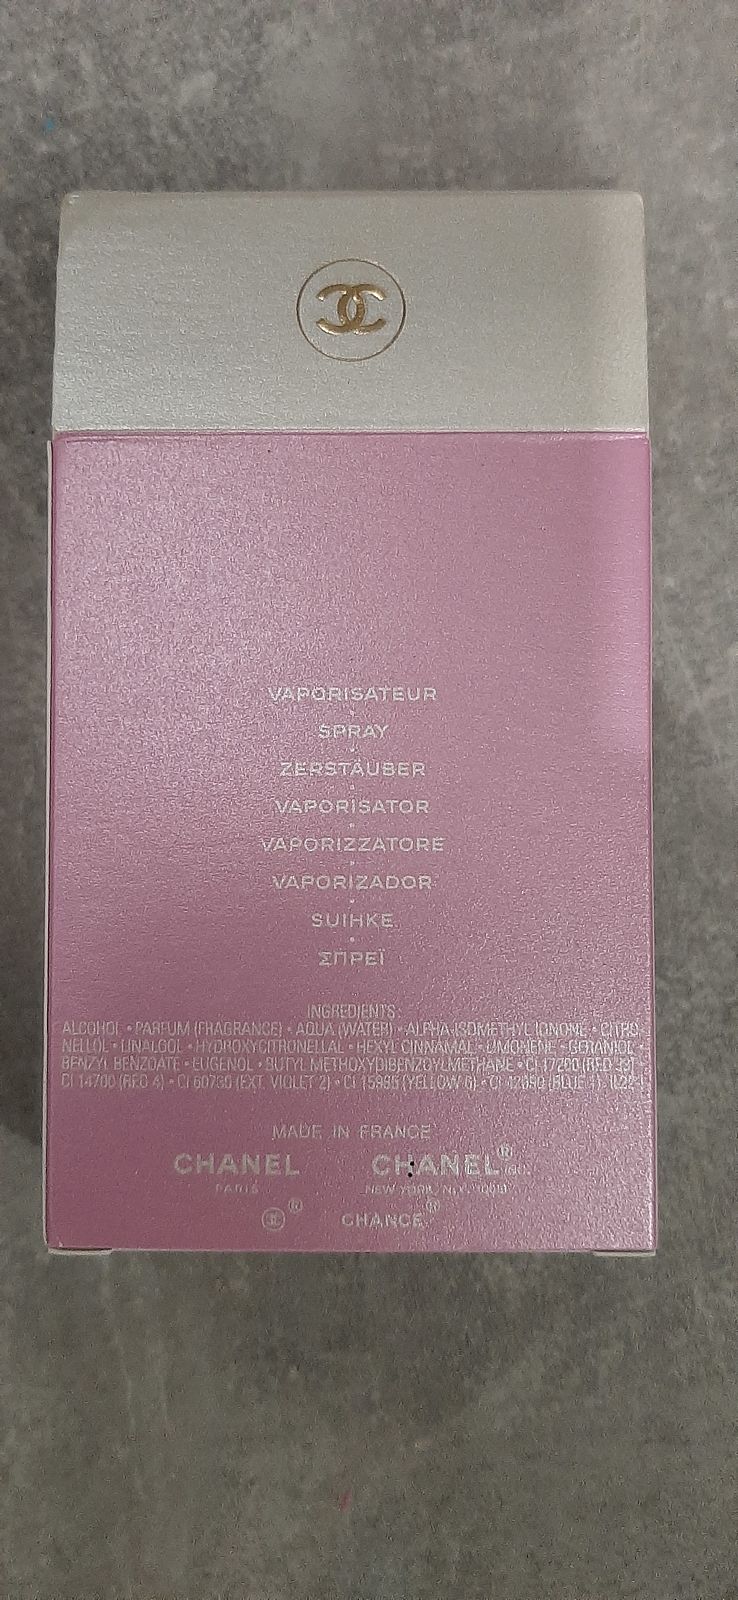 VAPORISATEUR
SPRAY
ZERSTÄUBER
VAPORISATOR
VAPORIZZATORE
VAPORIZADOR
SUIHKE
ΣΠΡΕΪ
INGREDIENTS:
ALCOHOL • PARFUM (FRAGRANCE) • AQUA (WATER) • ALPHA-ISOMETHYL IONONE • CITRO
NELLOL • LINALOOL • HYDROXYCITRONELLAL • HEXYL CINNAMAL • LIMONENE • GERANIOL •
BENZYL BENZOATE • EUGENOL • BUTYL METHOXYDIBENZOYLMETHANE • CI 17200 (RED 33)
CI 14700 (RED 4) • CI 60730 (EXT. VIOLET 2) • CI 15985 (YELLOW 6) • CI 42090 (BLUE 1).
MADE IN FRANCE
CHANEL CHANEL®
PARIS NEW YORK, N.Y. 10019
® CHANCE®